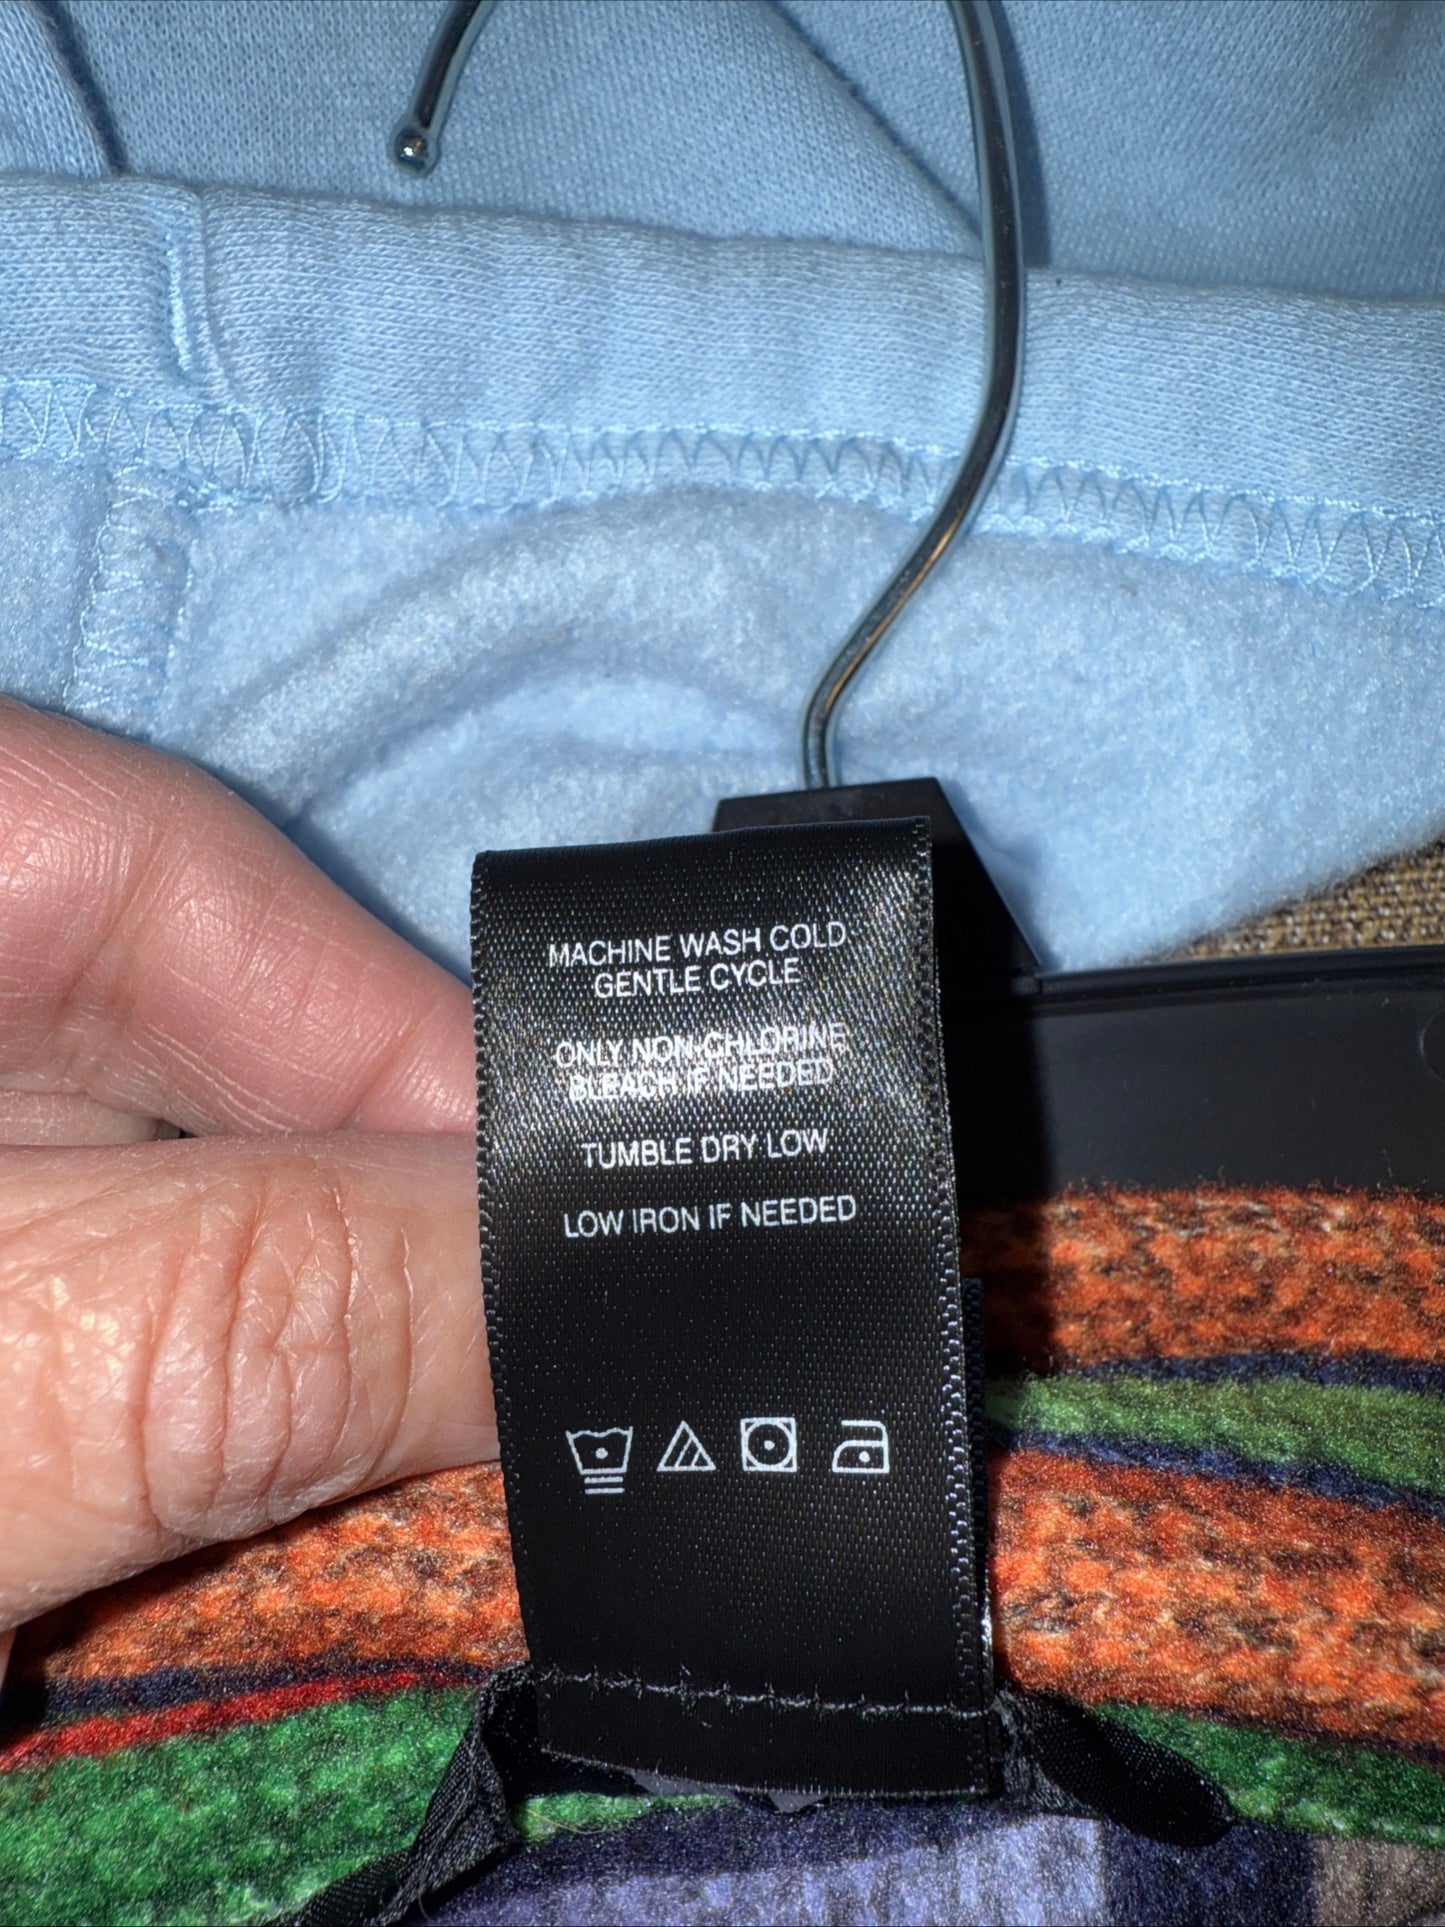 MACHINE WASH COLD
GENTLE CYCLE
ONLY NON-CHLORINE
BLEACH IF NEEDED
TUMBLE DRY LOW
LOW IRON IF NEEDED